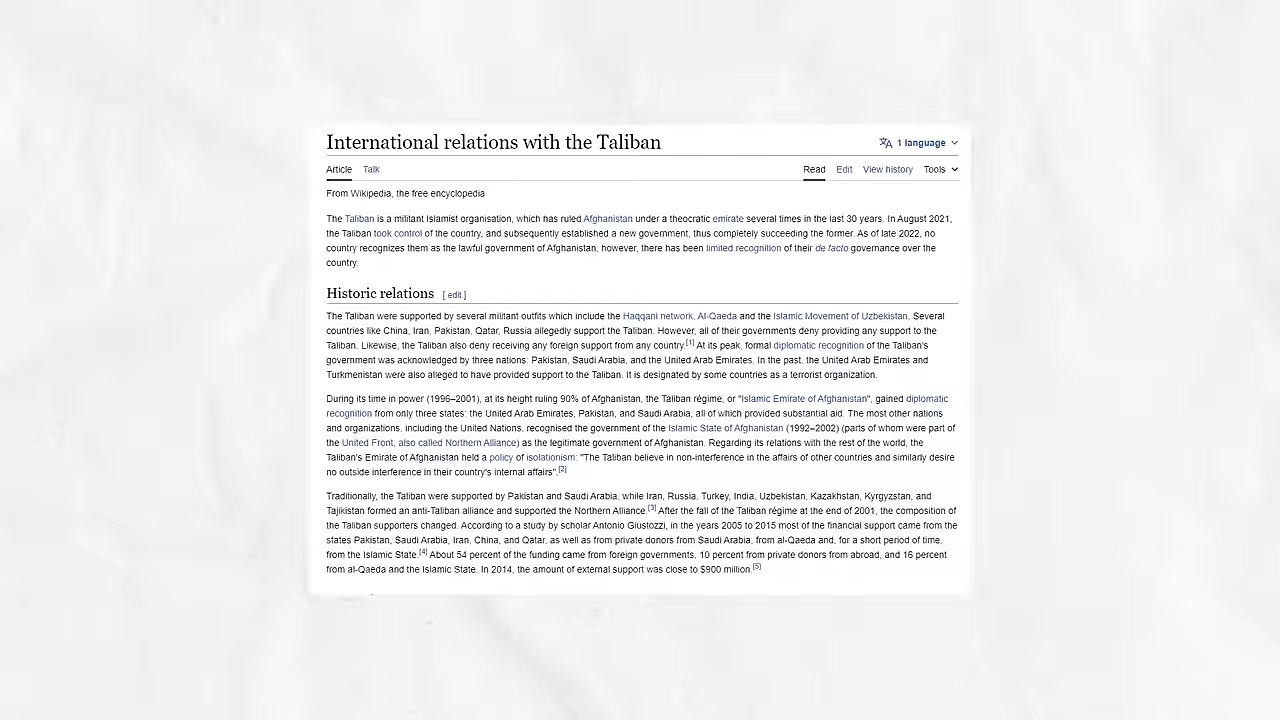 International relations with the Taliban
1 language
Article Talk Read Edit View history Tools
From Wikipedia, the free encyclopedia
The Taliban is a militant Islamist organisation, which has ruled Afghanistan under a theocratic emirate several times in the last 30 years. In August 2021,
the Taliban took control of the country, and subsequently established a new government, thus completely succeeding the former. As of late 2022, no
country recognizes them as the lawful government of Afghanistan, however, there has been limited recognition of their de facto governance over the
country.
Historic relations [ edit ]
The Taliban were supported by several militant outfits which include the Haqqani network, Al-Qaeda and the Islamic Movement of Uzbekistan. Several
countries like China, Iran, Pakistan, Qatar, Russia allegedly support the Taliban. However, all of their governments deny providing any support to the
Taliban. Likewise, the Taliban also deny receiving any foreign support from any country.[1] At its peak, formal diplomatic recognition of the Taliban's
government was acknowledged by three nations: Pakistan, Saudi Arabia, and the United Arab Emirates. In the past, the United Arab Emirates and
Turkmenistan were also alleged to have provided support to the Taliban. It is designated by some countries as a terrorist organization.
During its time in power (1996–2001), at its height ruling 90% of Afghanistan, the Taliban régime, or "Islamic Emirate of Afghanistan", gained diplomatic
recognition from only three states: the United Arab Emirates, Pakistan, and Saudi Arabia, all of which provided substantial aid. The most other nations
and organizations, including the United Nations, recognised the government of the Islamic State of Afghanistan (1992–2002) (parts of whom were part of
the United Front, also called Northern Alliance) as the legitimate government of Afghanistan. Regarding its relations with the rest of the world, the
Taliban's Emirate of Afghanistan held a policy of isolationism: "The Taliban believe in non-interference in the affairs of other countries and similarly desire
no outside interference in their country's internal affairs".[2]
Traditionally, the Taliban were supported by Pakistan and Saudi Arabia, while Iran, Russia, Turkey, India, Uzbekistan, Kazakhstan, Kyrgyzstan, and
Tajikistan formed an anti-Taliban alliance and supported the Northern Alliance.[3] After the fall of the Taliban régime at the end of 2001, the composition of
the Taliban supporters changed. According to a study by scholar Antonio Giustozzi, in the years 2005 to 2015 most of the financial support came from the
states Pakistan, Saudi Arabia, Iran, China, and Qatar, as well as from private donors from Saudi Arabia, from al-Qaeda and, for a short period of time,
from the Islamic State.[4] About 54 percent of the funding came from foreign governments, 10 percent from private donors from abroad, and 16 percent
from al-Qaeda and the Islamic State. In 2014, the amount of external support was close to $900 million.[5]